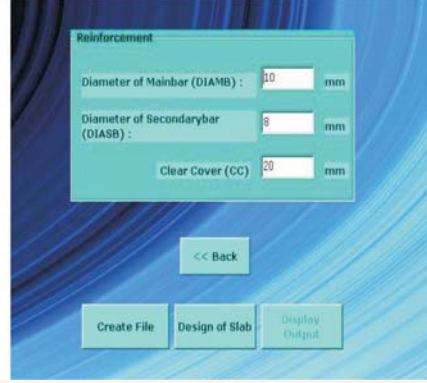 Reinforcement
Diameter of Mainbar (DIAMB) : 10 mm
Diameter of Secondarybar
(DIASB) : 8 mm
Clear Cover (CC) 20 mm
<< Back
Create File Design of Slab Display
Output